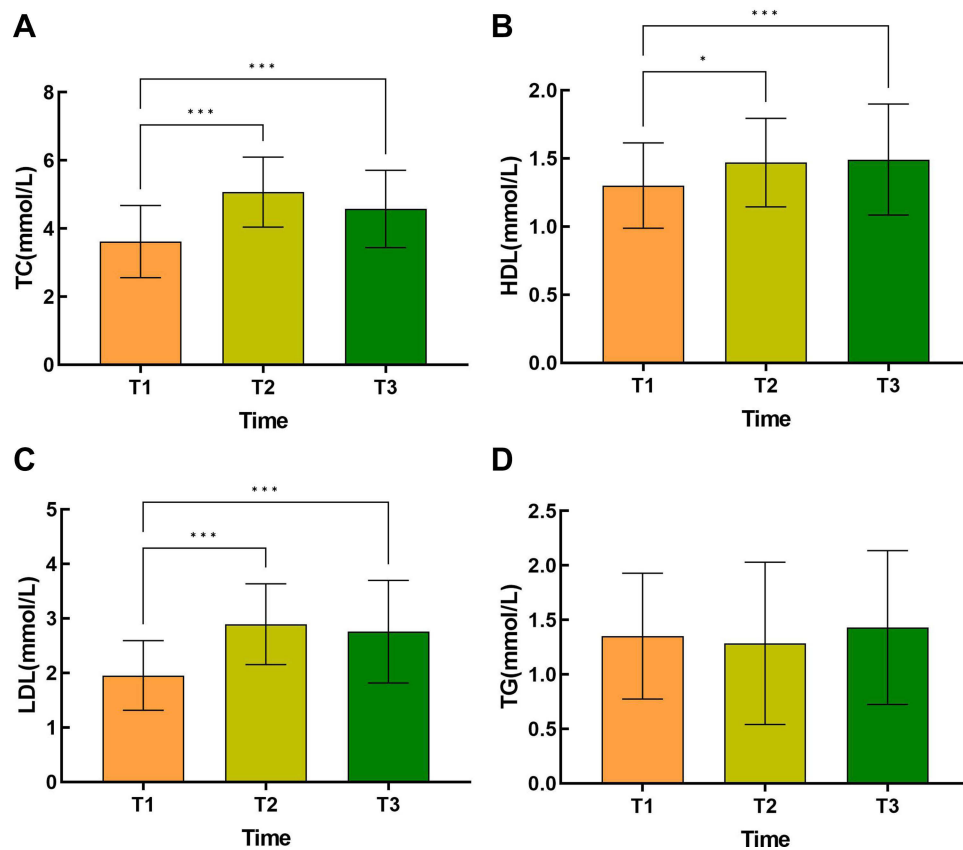 A
***
***
TC(mmol/L)
8
6
4
2
0
T1 T2 T3
Time
B
***
*
HDL(mmol/L)
2.0
1.5
1.0
0.5
0.0
T1 T2 T3
Time
C
***
***
LDL(mmol/L)
5
4
3
2
1
0
T1 T2 T3
Time
D
TG(mmol/L)
2.5
2.0
1.5
1.0
0.5
0.0
T1 T2 T3
Time